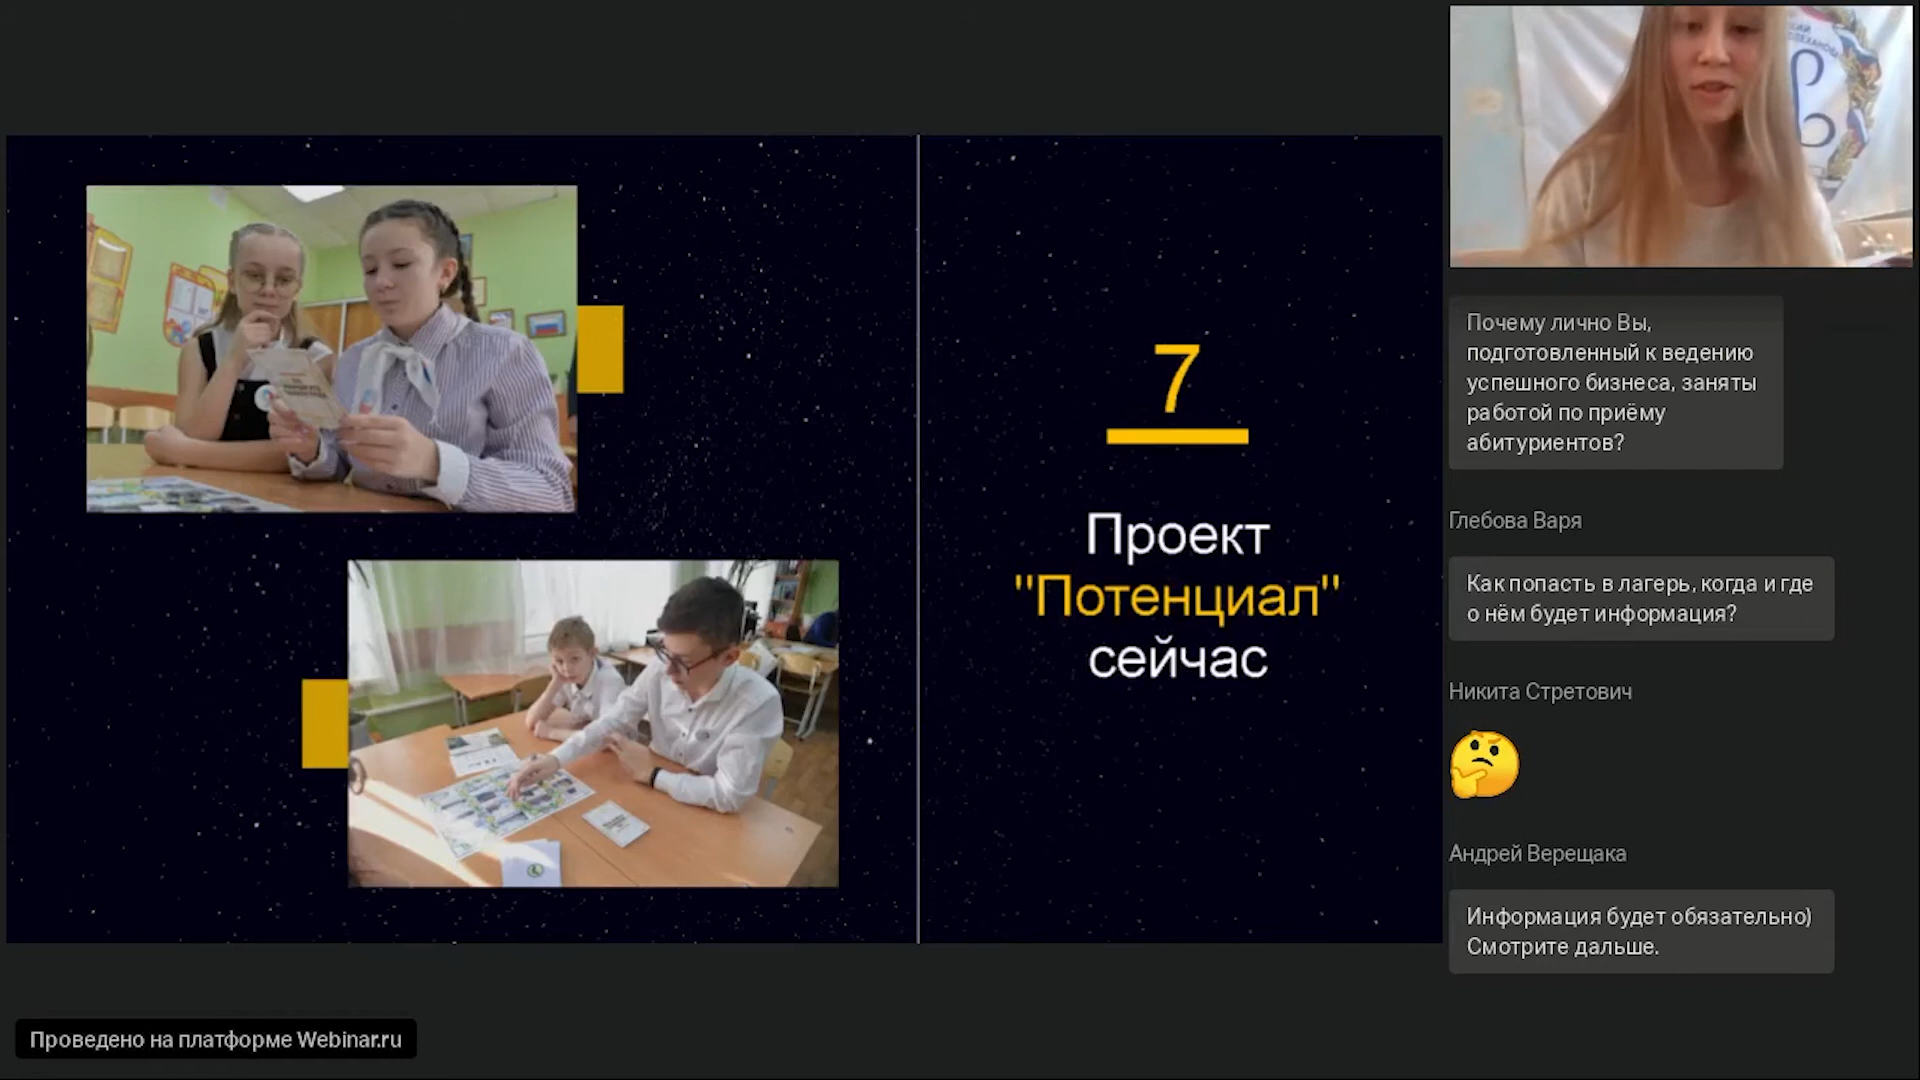 7
Проект
"Потенциал"
сейчас
Почему лично Вы,
подготовленный к ведению
успешного бизнеса, заняты
работой по приёму
абитуриентов?
Глебова Варя
Как попасть в лагерь, когда и где
о нём будет информация?
Никита Стретович
Андрей Верещака
Информация будет обязательно)
Смотрите дальше.
Проведено на платформе Webinar.ru